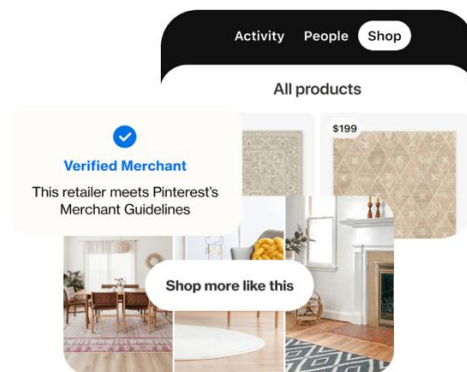 Activity People Shop
All products
$199
Verified Merchant
This retailer meets Pinterest's
Merchant Guidelines
Shop more like this